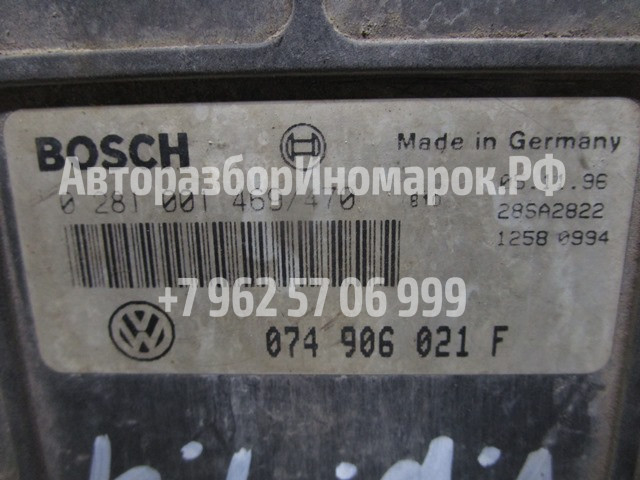 BOSCH
Made in Germany
АвторазборИномарок.РФ
0 281 001 469/470
28SA2822
1258 0994
+7 962 57 06 999
074 906 021 F